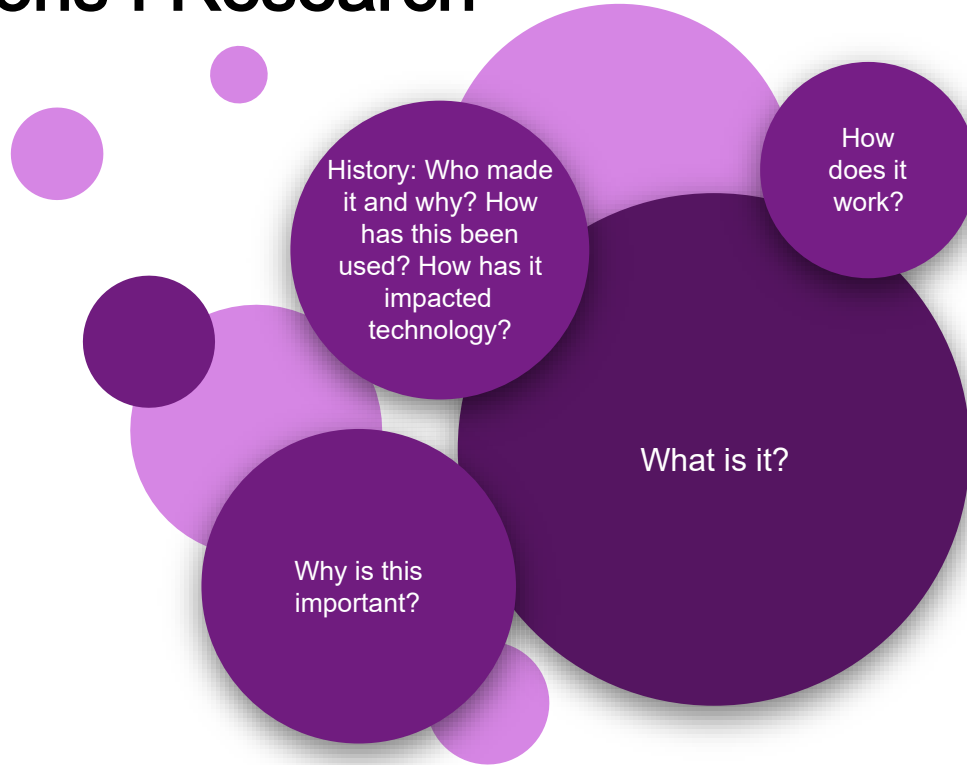 History: Who made
it and why? How
has this been
used? How has it
impacted
technology?
How
does it
work?
What is it?
Why is this
important?